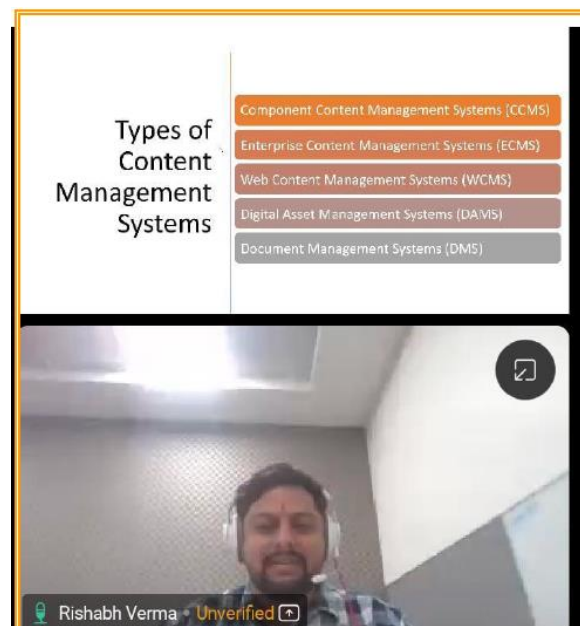 Types of
Content
Management
Systems
Component Content Management Systems (CCMS)
Enterprise Content Management Systems (ECMS)
Web Content Management Systems (WCMS)
Digital Asset Management Systems (DAMS)
Document Management Systems (DMS)
Rishabh Verma • Unverified